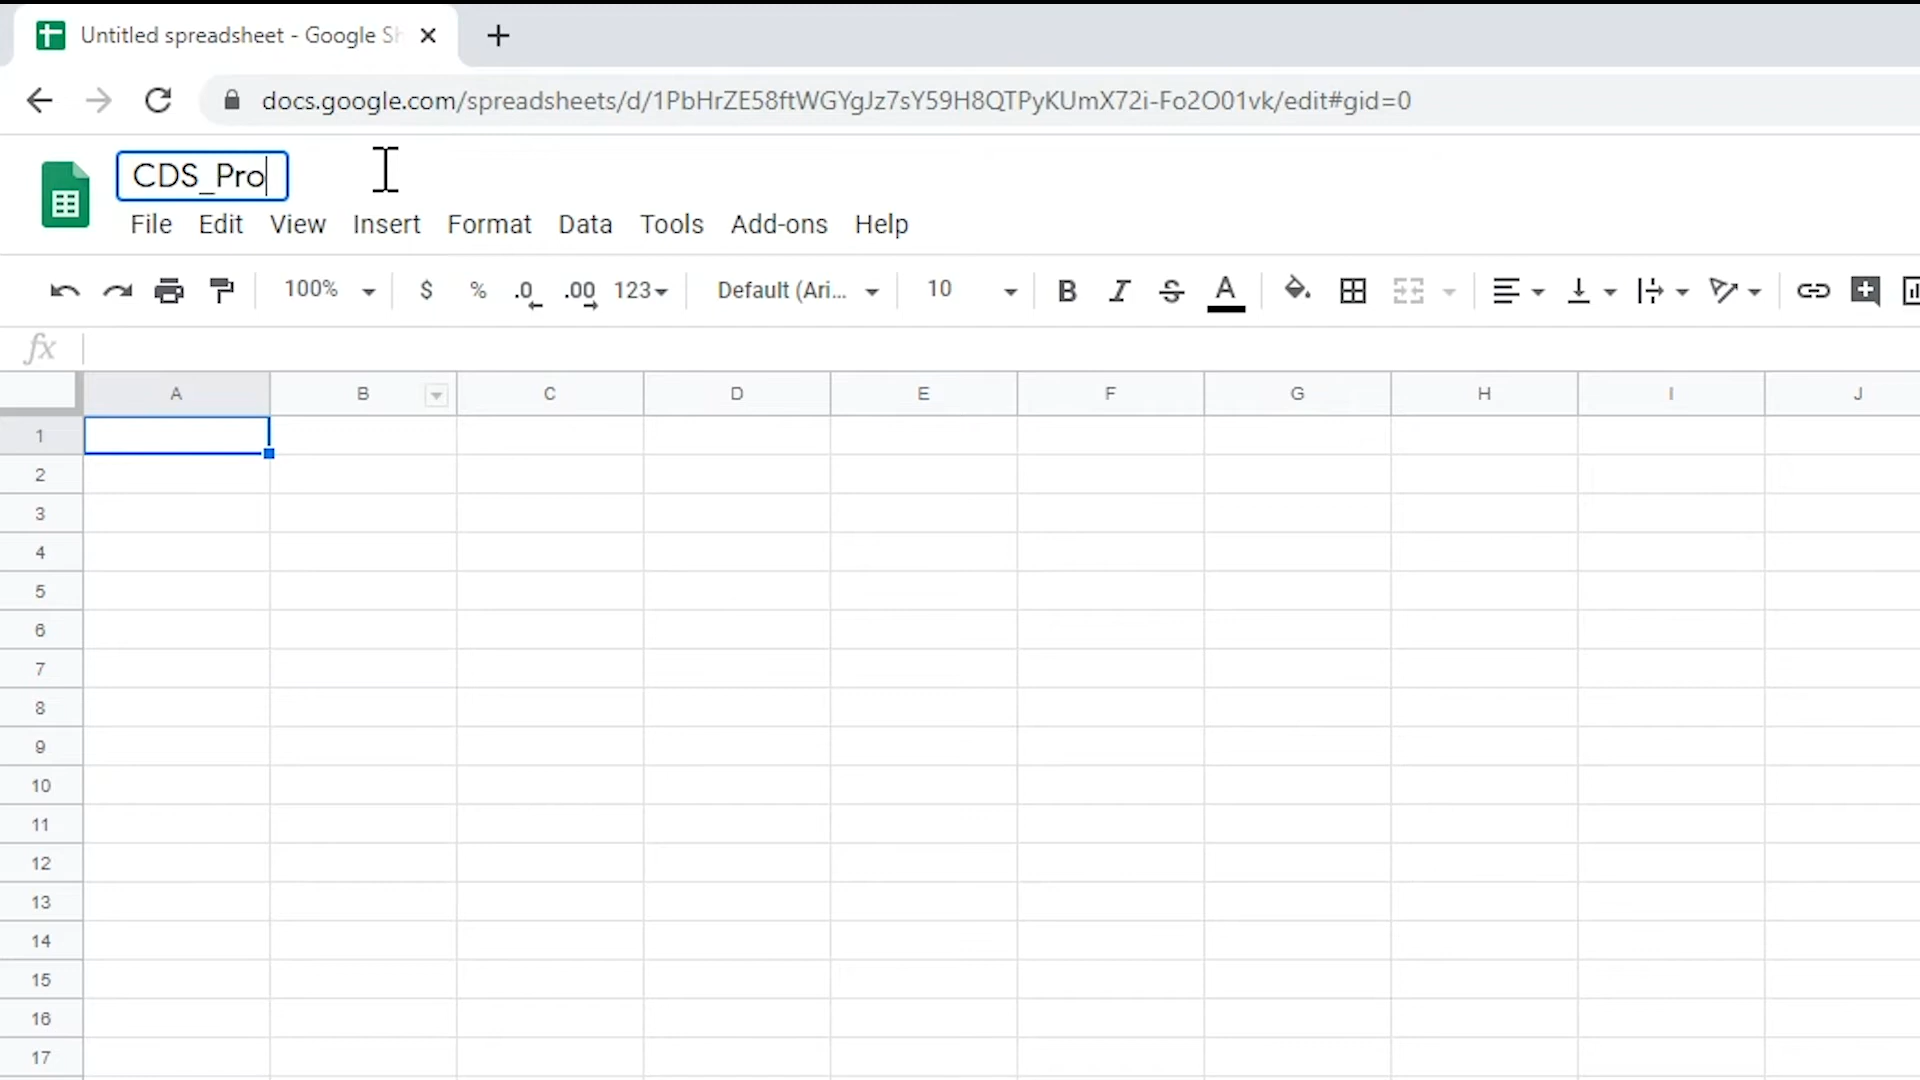 Untitled spreadsheet - Google Sh
docs.google.com/spreadsheets/d/1PbHrZE58ftWGYgJz7sY59H8QTPyKUmX72i-Fo2O01vk/edit#gid=0
CDS_Pro
File Edit View Insert Format Data Tools Add-ons Help
100% $ % .0 .00 123 Default (Ari... 10 B I S A
fx
A B C D E F G H I J
1
2
3
4
5
6
7
8
9
10
11
12
13
14
15
16
17